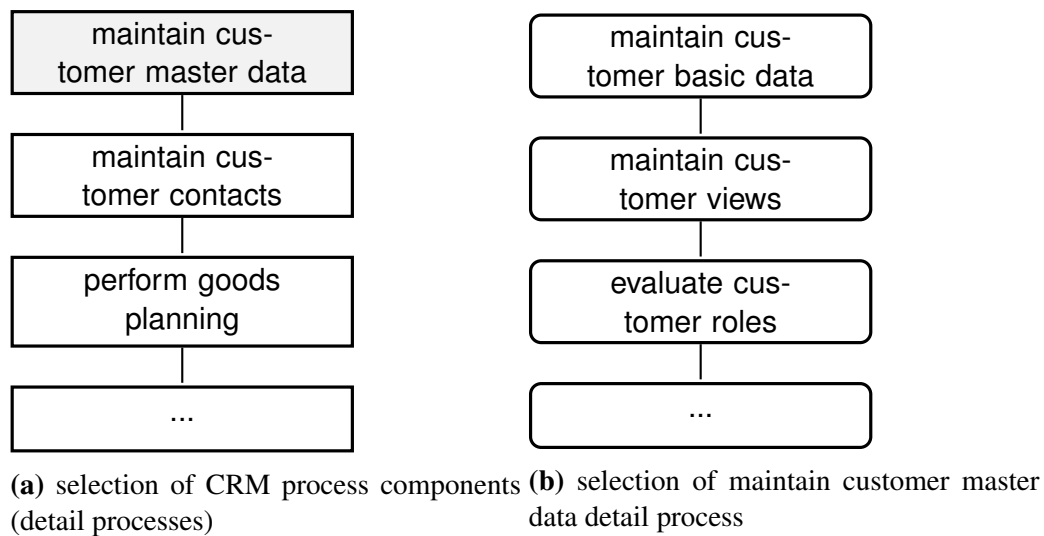 maintain cus-
tomer master data
maintain cus-
tomer contacts
perform goods
planning
...
(a) selection of CRM process components
(detail processes)
maintain cus-
tomer basic data
maintain cus-
tomer views
evaluate cus-
tomer roles
...
(b) selection of maintain customer master
data detail process